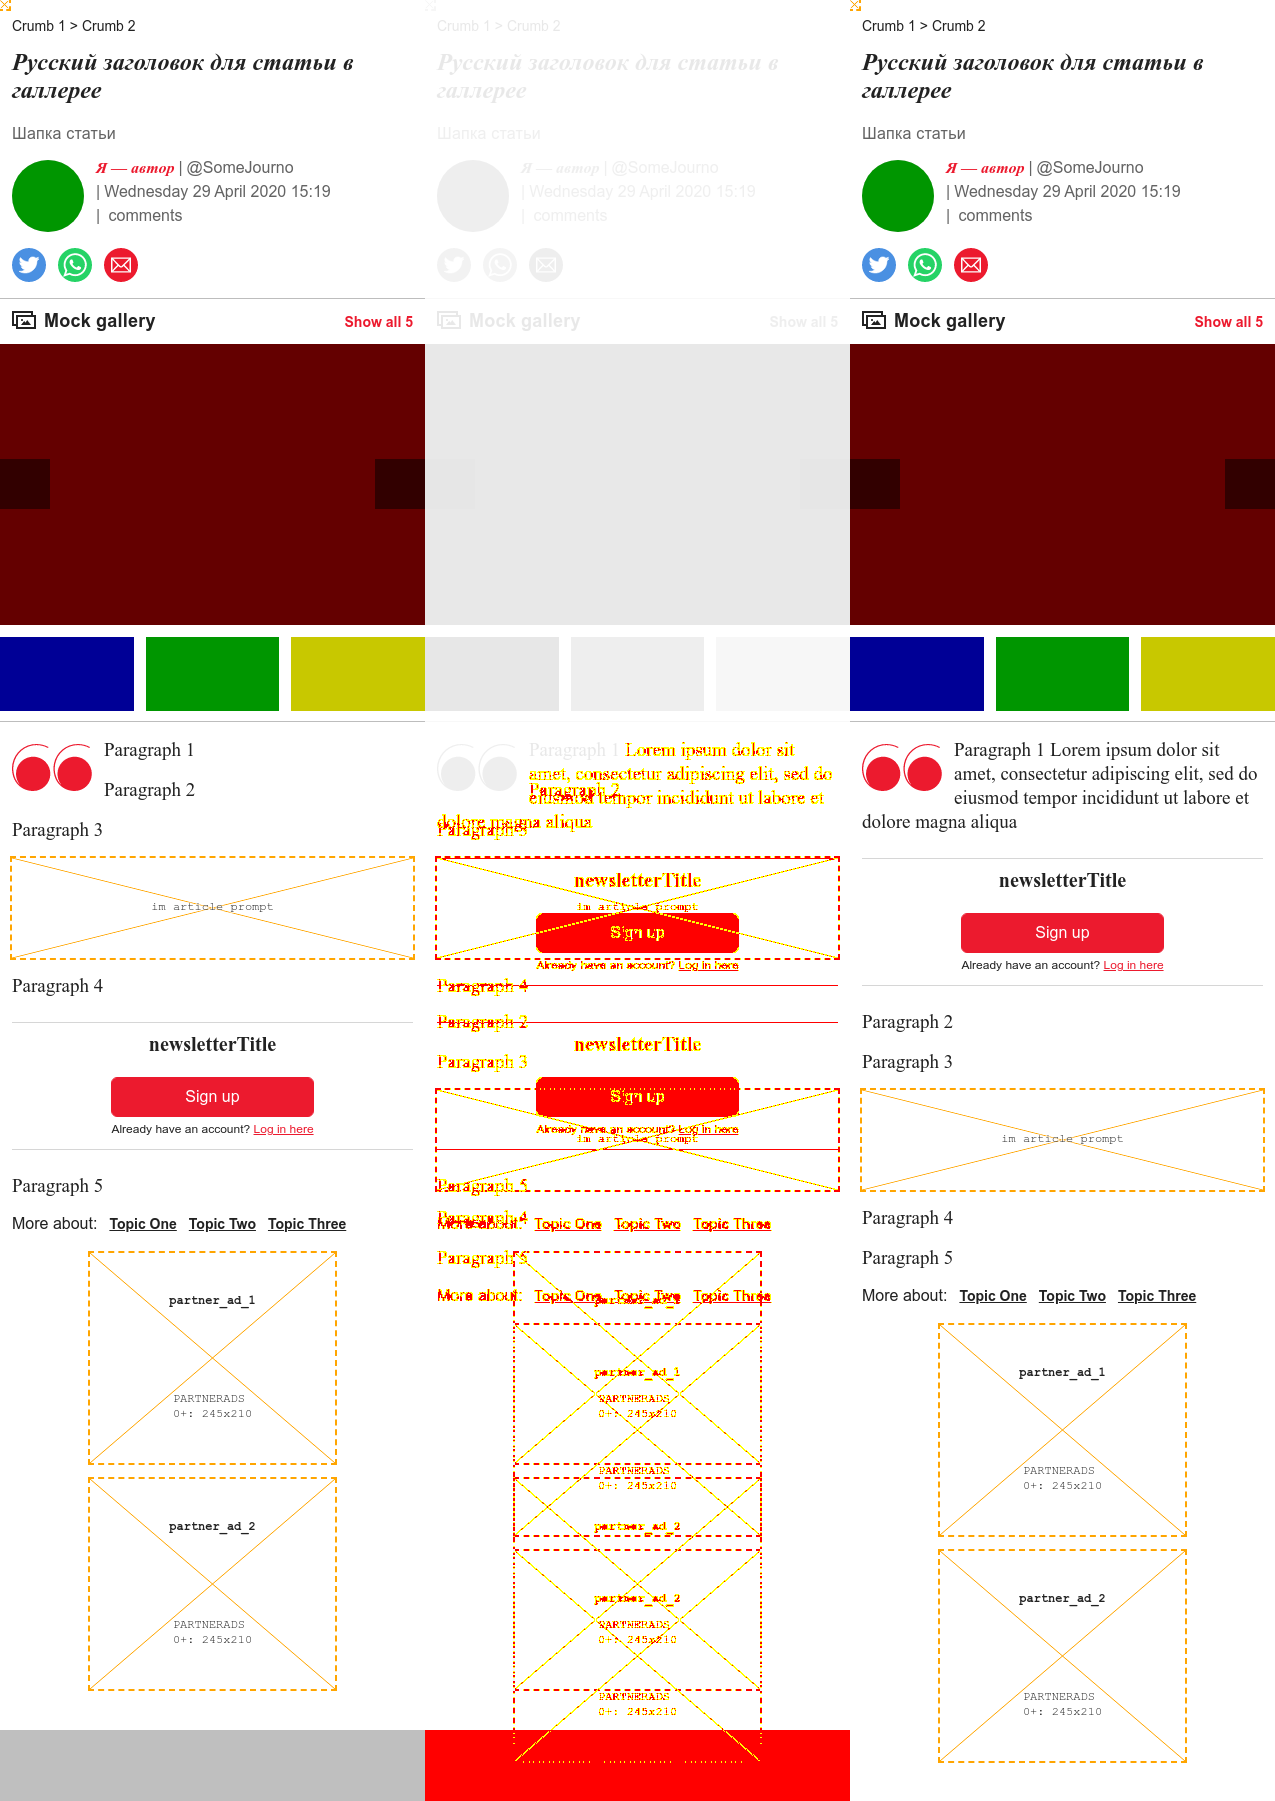 Crumb 1 > Crumb 2
Русский заголовок для статьи в
галлерее
Шапка статьи
Я — автор | @SomeJourno
| Wednesday 29 April 2020 15:19
| comments
Mock gallery
Show all 5
Paragraph 1
Paragraph 2
Paragraph 3
im article prompt
Paragraph 4
newsletterTitle
Sign up
Already have an account? Log in here
Paragraph 5
More about: Topic One Topic Two Topic Three
partner_ad_1
PARTNERADS
0+: 245x210
partner_ad_2
PARTNERADS
0+: 245x210
Crumb 1 > Crumb 2
Русский заголовок для статьи в
галлерее
Шапка статьи
Я — автор | @SomeJourno
| Wednesday 29 April 2020 15:19
| comments
Mock gallery
Show all 5
Paragraph 1 Lorem ipsum dolor sit
amet, consectetur adipiscing elit, sed do
Paragraph 2
eiusmod tempor incididunt ut labore et
dolore magna aliqua
Paragraph 3
newsletterTitle
im article prompt
Sign up
Already have an account? Log in here
Paragraph 4
Paragraph 2
newsletterTitle
Paragraph 3
Sign up
Already have an account? Log in here
im article prompt
Paragraph 5
Paragraph 4
More about: Topic One Topic Two Topic Three
Paragraph 5
More about: Topic One Topic Two Topic Three
partner_ad_1
partner_ad_1
PARTNERADS
0+: 245x210
PARTNERADS
0+: 245x210
partner_ad_2
partner_ad_2
PARTNERADS
0+: 245x210
PARTNERADS
0+: 245x210
Crumb 1 > Crumb 2
Русский заголовок для статьи в
галлерее
Шапка статьи
Я — автор | @SomeJourno
| Wednesday 29 April 2020 15:19
| comments
Mock gallery
Show all 5
Paragraph 1 Lorem ipsum dolor sit
amet, consectetur adipiscing elit, sed do
eiusmod tempor incididunt ut labore et
dolore magna aliqua
newsletterTitle
Sign up
Already have an account? Log in here
Paragraph 2
Paragraph 3
im article prompt
Paragraph 4
Paragraph 5
More about: Topic One Topic Two Topic Three
partner_ad_1
PARTNERADS
0+: 245x210
partner_ad_2
PARTNERADS
0+: 245x210